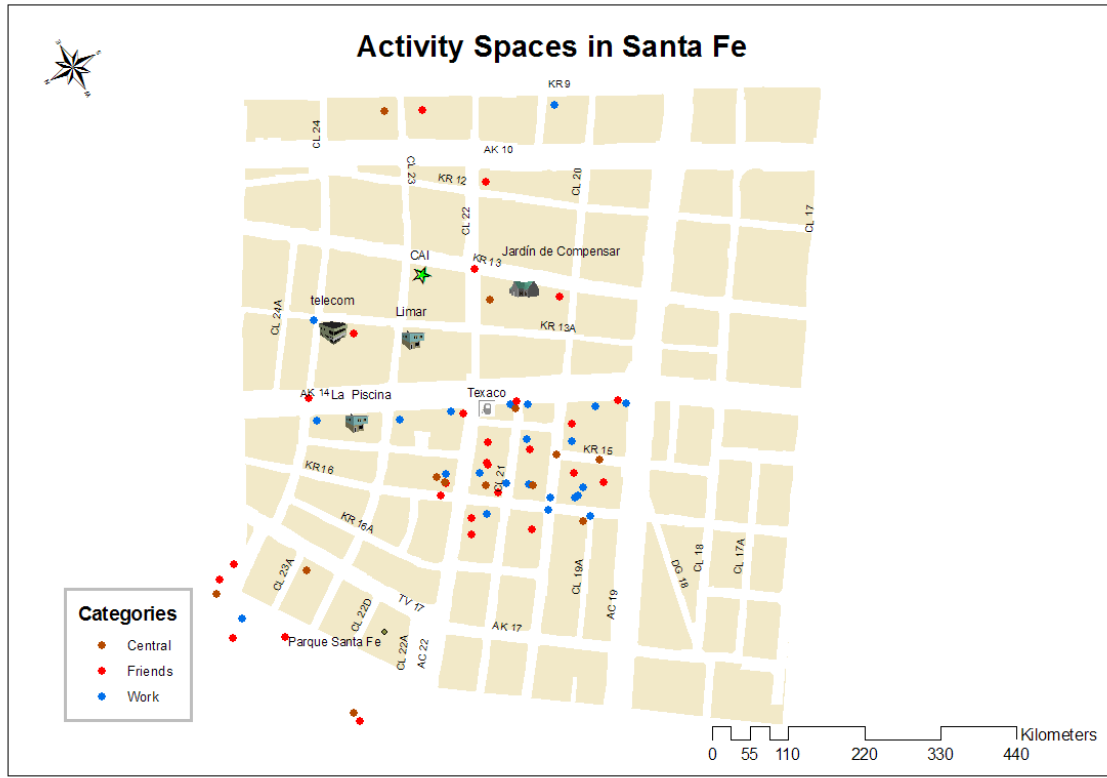 Activity Spaces in Santa Fe
KR 9
CL 24
AK 10
CL 23
KR 12
CL 20
CL 22
CL 17
CAI
KR 13
Jardín de Compensar
telecom
Limar
CL 24A
KR 13A
AK 14
La Piscina
Texaco
KR 15
KR 16
CL 21
KR 16A
CL 23A
CL 19A
DG 18
CL 18
CL 17A
AC 19
CL 22D
TV 17
AK 17
Parque Santa Fe
CL 22A
AC 22
Categories
Central
Friends
Work
Kilometers
0 55 110 220 330 440